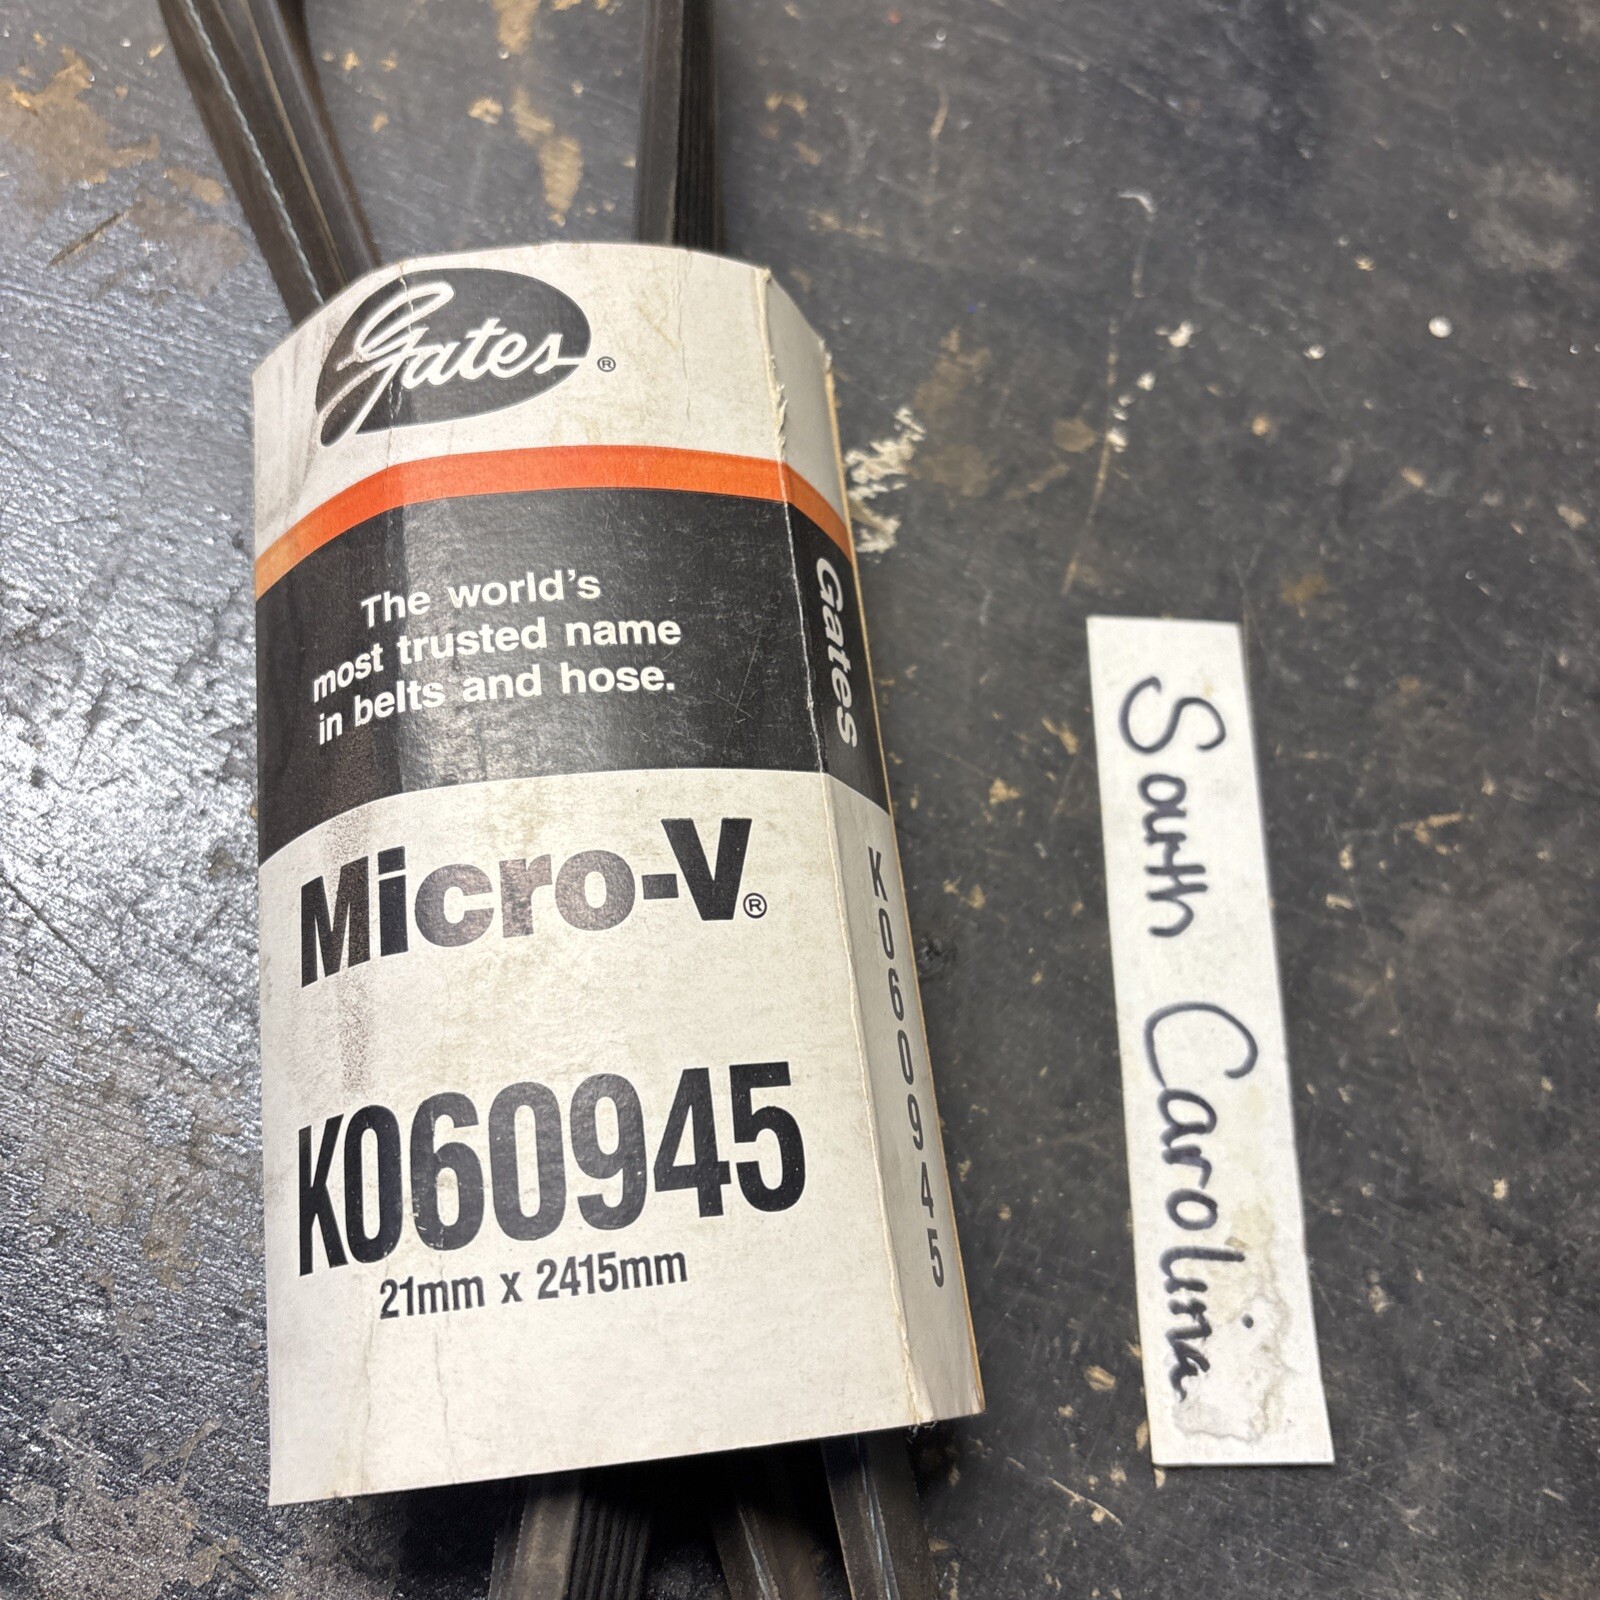 Gates®
The world's
most trusted name
in belts and hose.
Micro-V®
K060945
21mm x 2415mm
Gates
K060945
South Carolina